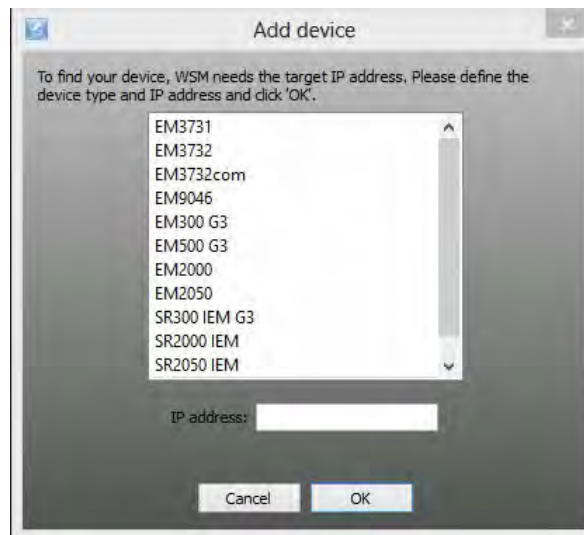 Add device
To find your device, WSM needs the target IP address. Please define the
device type and IP address and click 'OK'.
EM3731
EM3732
EM3732com
EM9046
EM300 G3
EM500 G3
EM2000
EM2050
SR300 IEM G3
SR2000 IEM
SR2050 IEM
IP address:
Cancel OK